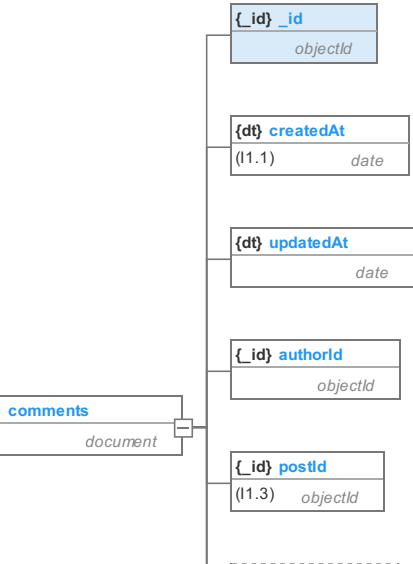 {_id} _id
objectId
{dt} createdAt
(I1.1) date
{dt} updatedAt
date
{_id} authorId
objectId
comments
document
{_id} postId
(I1.3) objectId